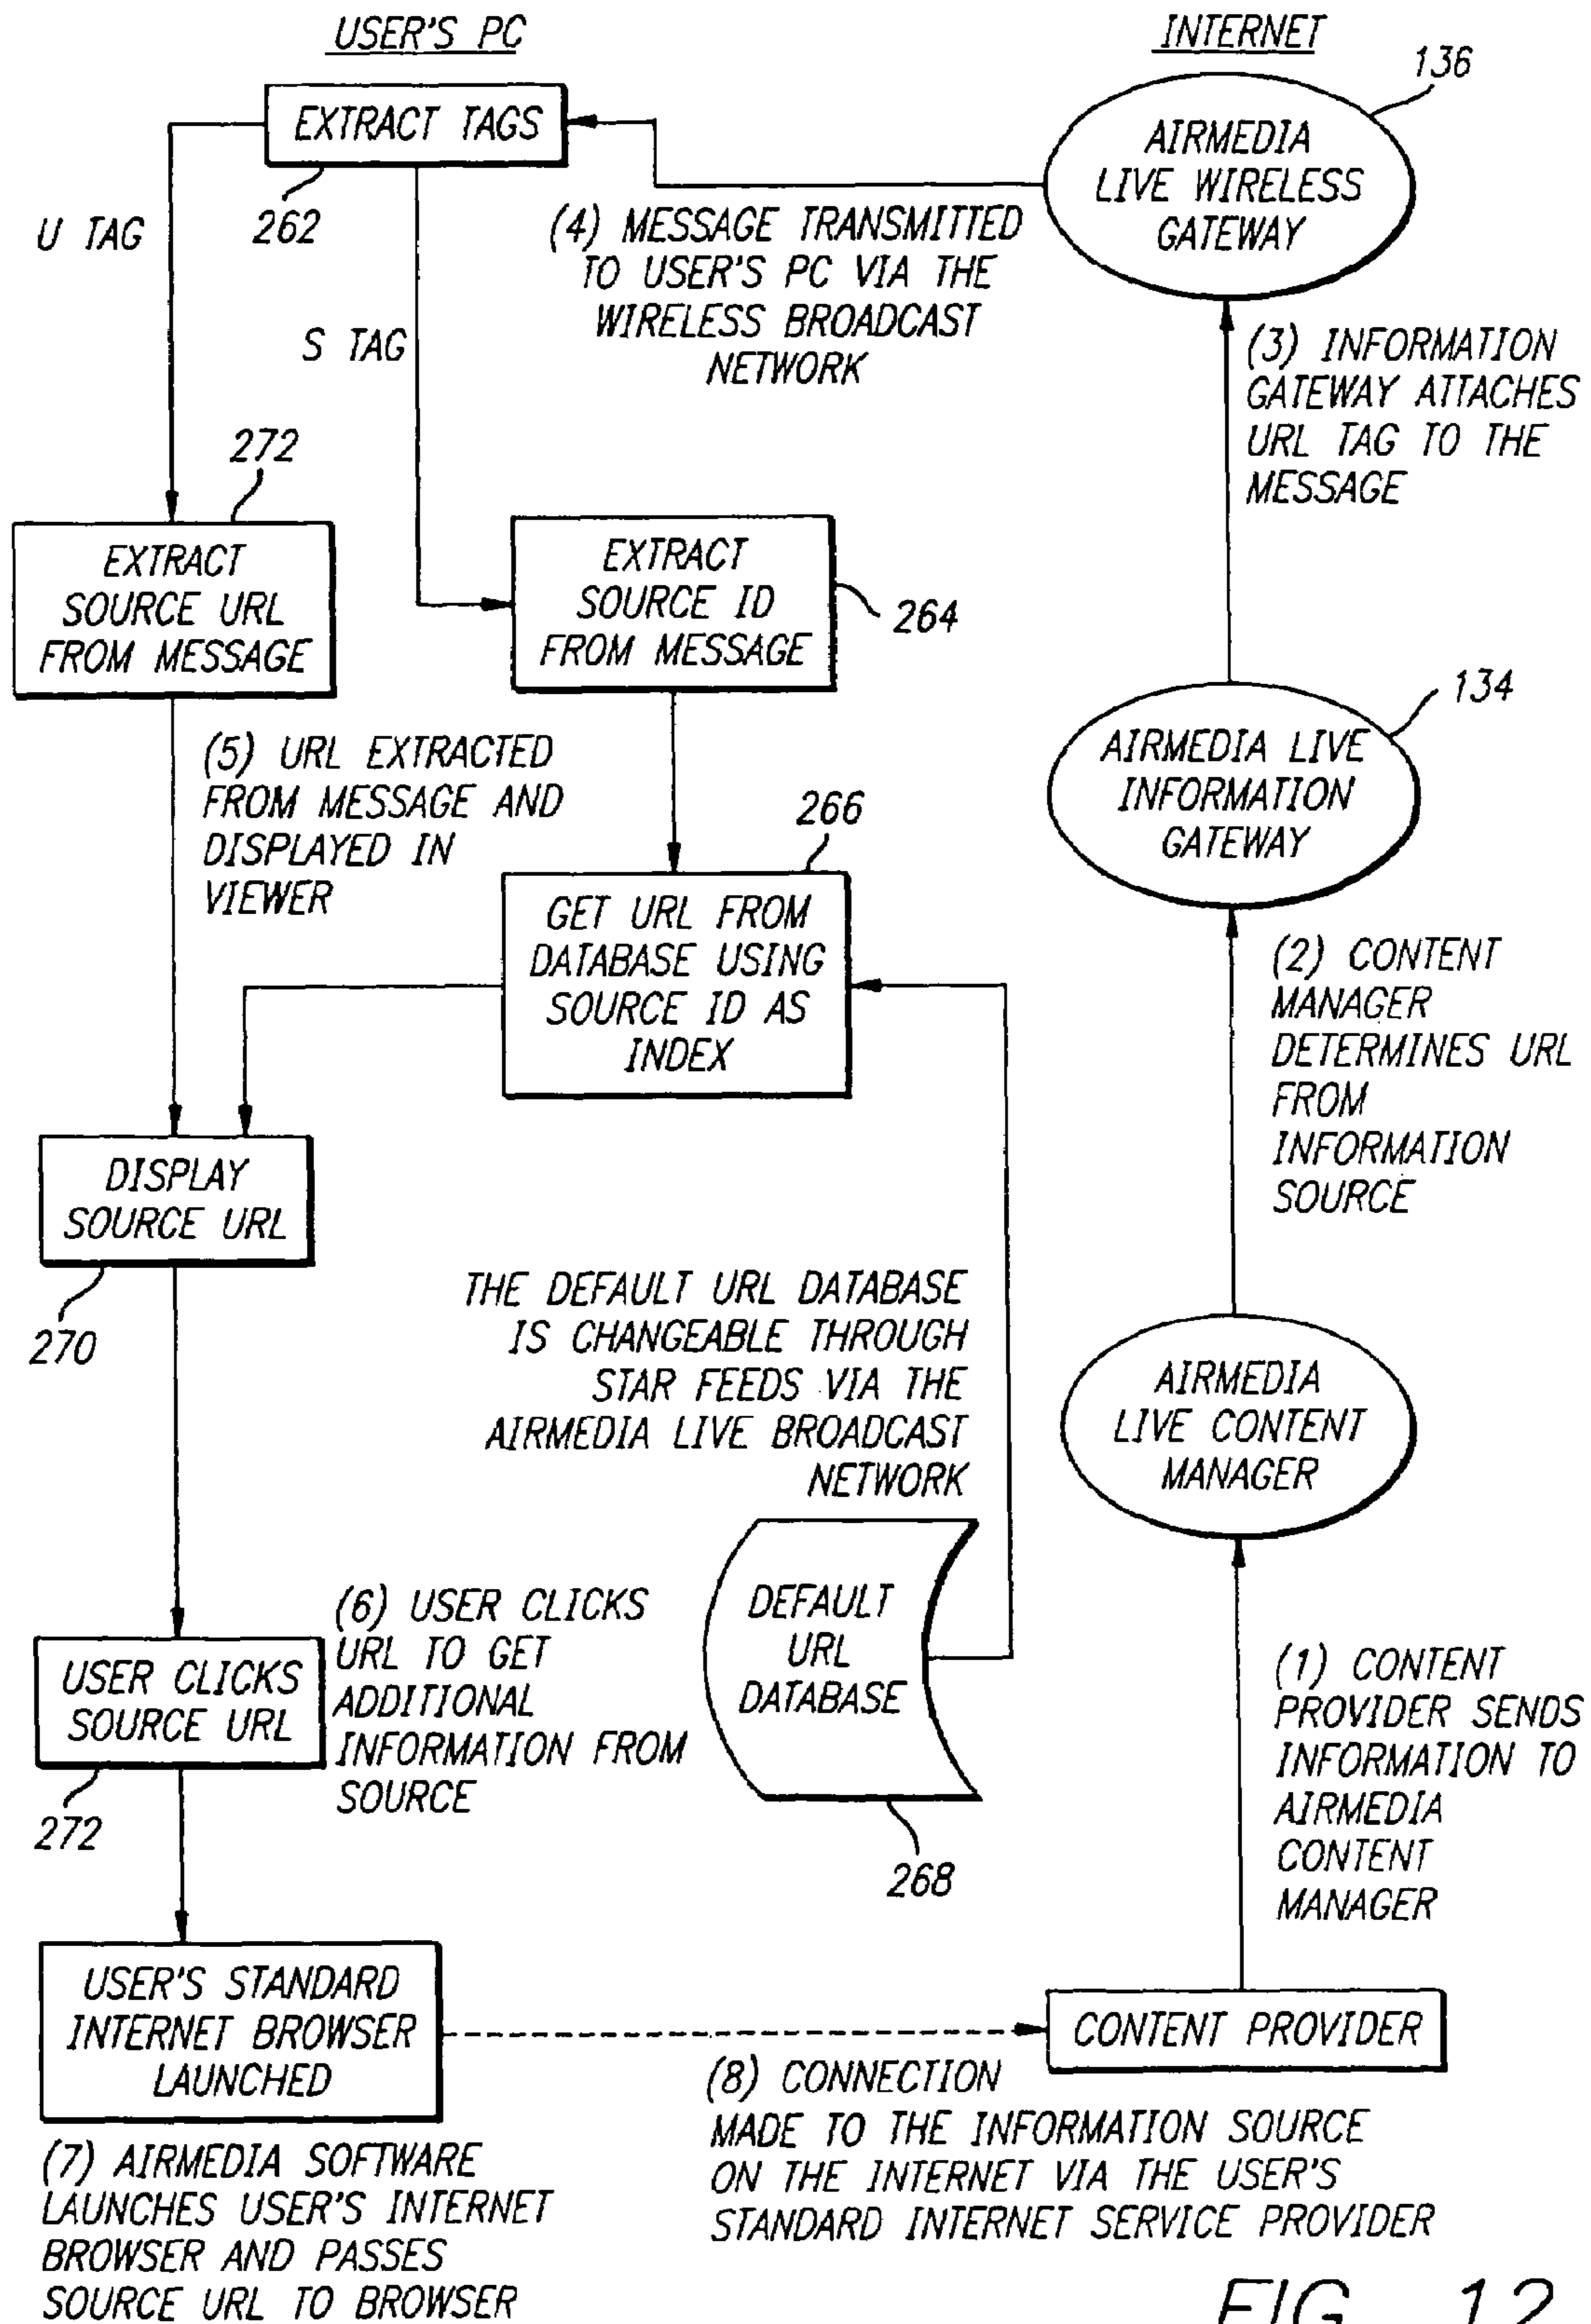 USER'S PC
INTERNET
136
EXTRACT TAGS
AIRMEDIA
LIVE WIRELESS
GATEWAY
262
U TAG
S TAG
(4) MESSAGE TRANSMITTED
TO USER'S PC VIA THE
WIRELESS BROADCAST
NETWORK
(3) INFORMATION
GATEWAY ATTACHES
URL TAG TO THE
MESSAGE
272
EXTRACT
SOURCE URL
FROM MESSAGE
EXTRACT
SOURCE ID
FROM MESSAGE
264
134
AIRMEDIA LIVE
INFORMATION
GATEWAY
(5) URL EXTRACTED
FROM MESSAGE AND
DISPLAYED IN
VIEWER
266
GET URL FROM
DATABASE USING
SOURCE ID AS
INDEX
(2) CONTENT
MANAGER
DETERMINES URL
FROM
INFORMATION
SOURCE
DISPLAY
SOURCE URL
270
THE DEFAULT URL DATABASE
IS CHANGEABLE THROUGH
STAR FEEDS VIA THE
AIRMEDIA LIVE BROADCAST
NETWORK
AIRMEDIA
LIVE CONTENT
MANAGER
DEFAULT
URL
DATABASE
268
USER CLICKS
SOURCE URL
272
(6) USER CLICKS
URL TO GET
ADDITIONAL
INFORMATION FROM
SOURCE
(1) CONTENT
PROVIDER SENDS
INFORMATION TO
AIRMEDIA
CONTENT
MANAGER
USER'S STANDARD
INTERNET BROWSER
LAUNCHED
CONTENT PROVIDER
(7) AIRMEDIA SOFTWARE
LAUNCHES USER'S INTERNET
BROWSER AND PASSES
SOURCE URL TO BROWSER
(8) CONNECTION
MADE TO THE INFORMATION SOURCE
ON THE INTERNET VIA THE USER'S
STANDARD INTERNET SERVICE PROVIDER
FIG. 12